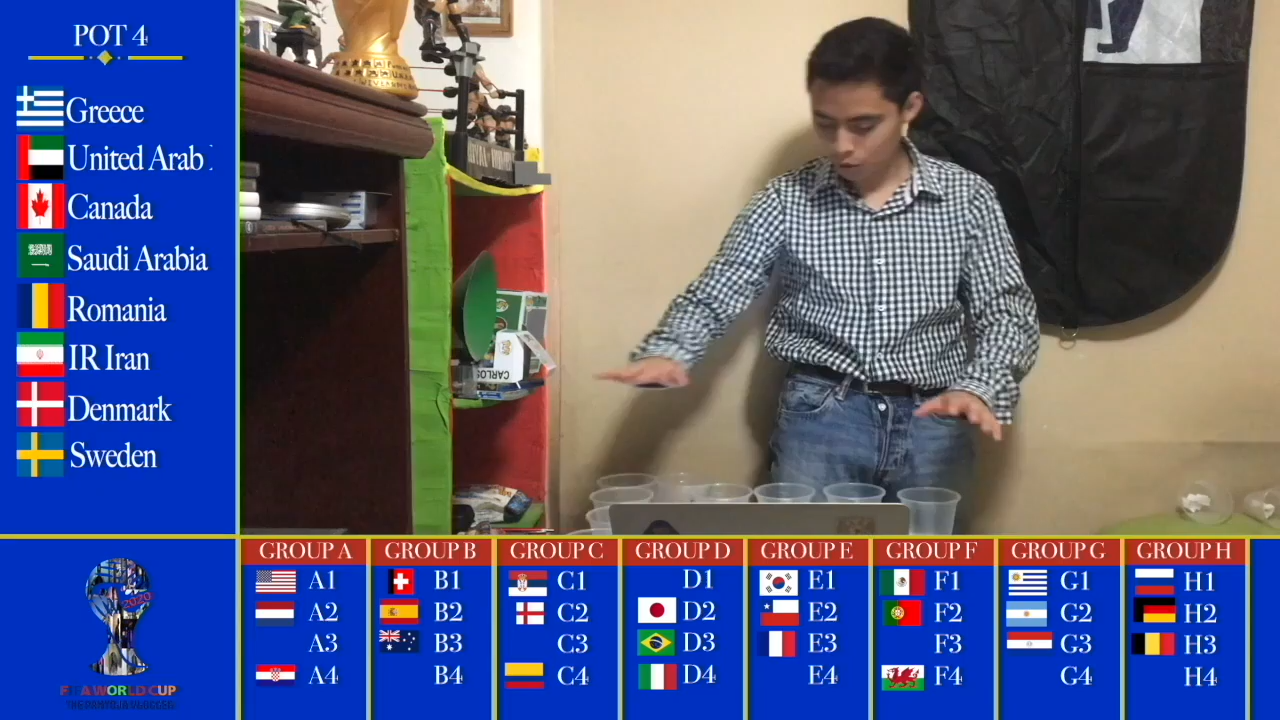 POT 4
Greece
United Arab
Canada
Saudi Arabia
Romania
IR Iran
Denmark
Sweden
CARLOS
2020
WORLD CUP
GROUP A
A1
A2
A3
A4
GROUP B
B1
B2
B3
B4
GROUP C
C1
C2
C3
C4
GROUP D
D1
D2
D3
D4
GROUP E
E1
E2
E3
E4
GROUP F
F1
F2
F3
F4
GROUP G
G1
G2
G3
G4
GROUP H
H1
H2
H3
H4